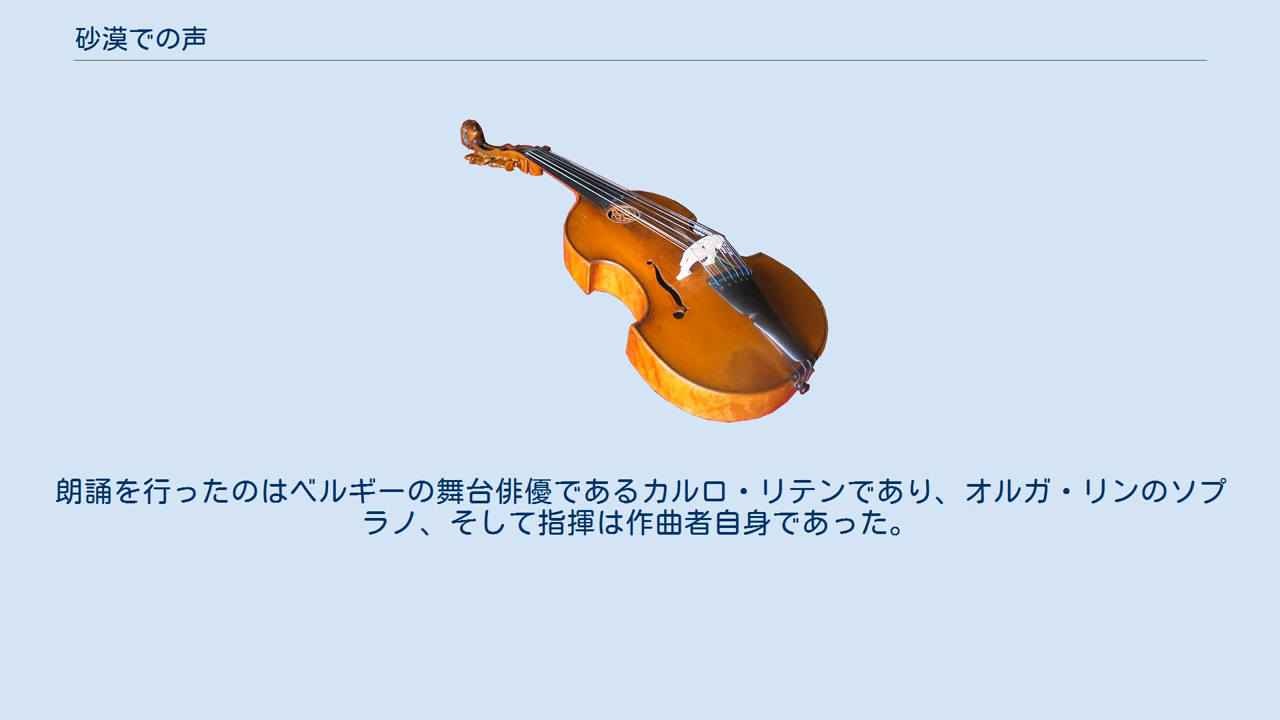 砂漠での声
朗誦を行ったのはベルギーの舞台俳優であるカルロ・リテンであり、オルガ・リンのソプ
ラノ、そして指揮は作曲者自身であった。